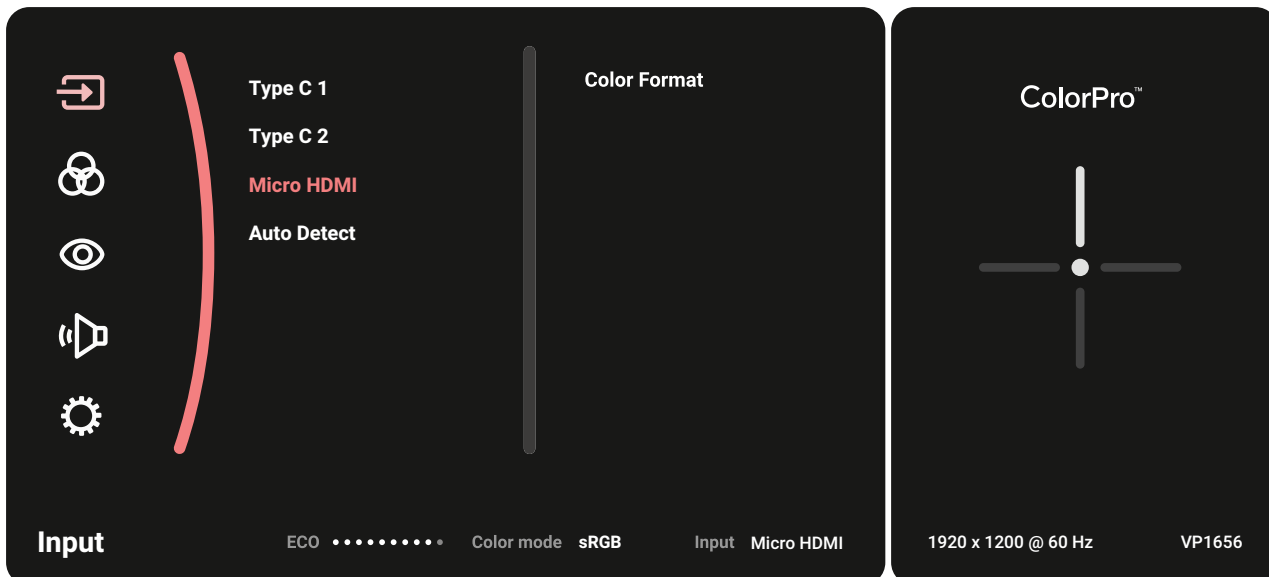 Type C 1
Type C 2
Micro HDMI
Auto Detect
Color Format
Input
ECO
Color mode sRGB
Input Micro HDMI
ColorPro™
1920 x 1200 @ 60 Hz
VP1656